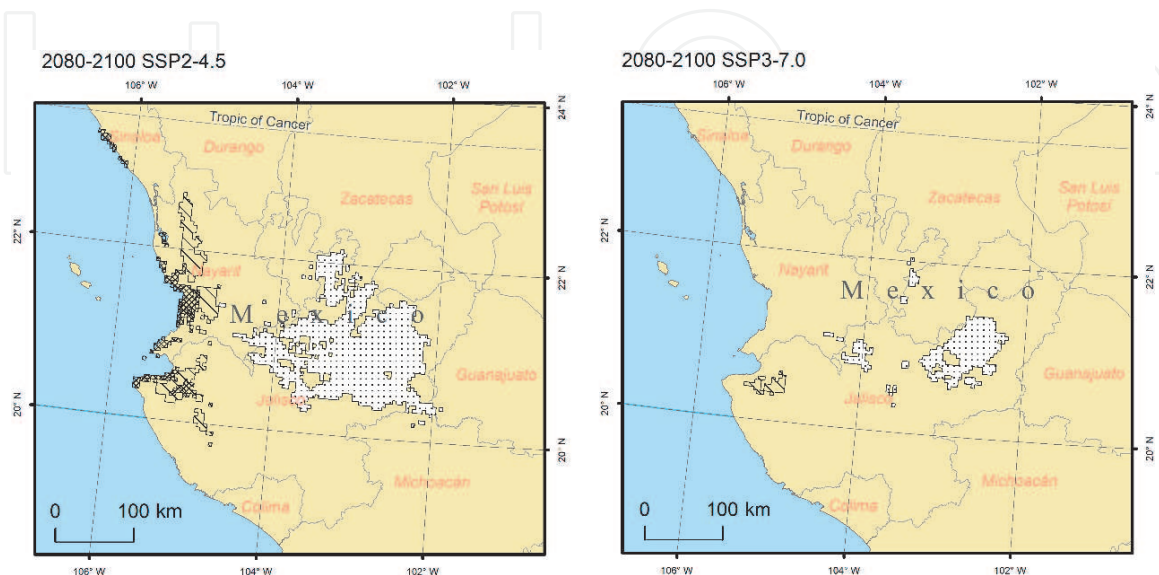 2080-2100 SSP2-4.5
106° W
104° W
102° W
24° N
Tropic of Cancer
Sinaloa
Durango
Zacatecas
San Luis
Potosí
22° N
Nayarit
22° N
M e x i c o
Guanajuato
20° N
Jalisco
20° N
Michoacán
Colima
0 100 km
106° W
104° W
102° W
2080-2100 SSP3-7.0
106° W
104° W
102° W
24° N
Tropic of Cancer
Sinaloa
Durango
Zacatecas
San Luis
Potosí
22° N
Nayarit
22° N
M e x i c o
Guanajuato
20° N
Jalisco
20° N
Michoacán
Colima
0 100 km
106° W
104° W
102° W